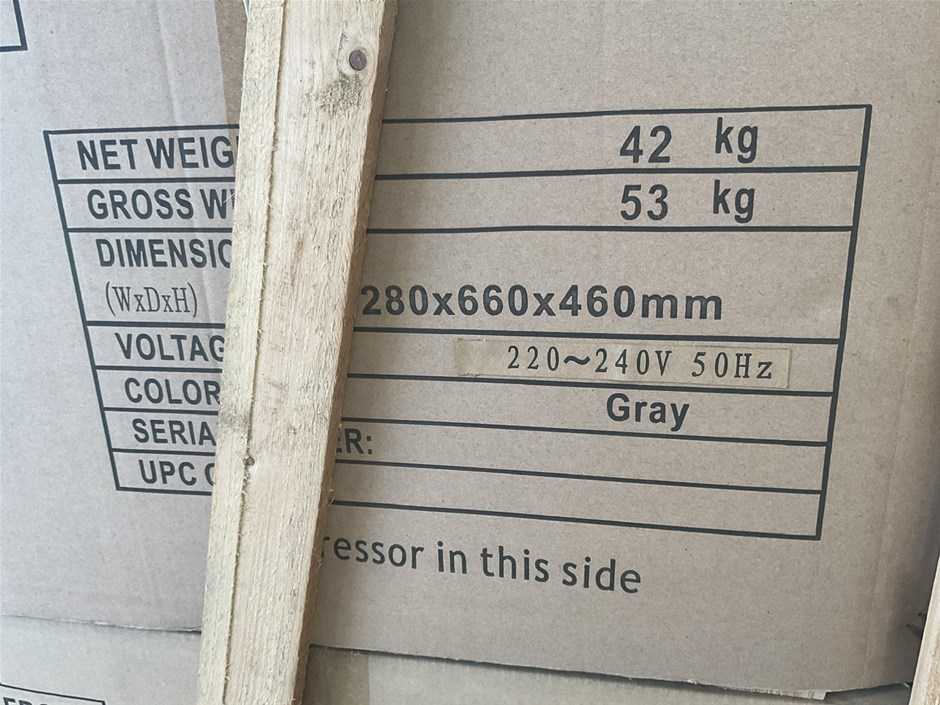 NET WEIG 42 kg
GROSS W 53 kg
DIMENSIO
(WxDxH) 280x660x460mm
VOLTAG 220~240V 50Hz
COLOR Gray
SERIA ER:
UPC C
ressor in this side